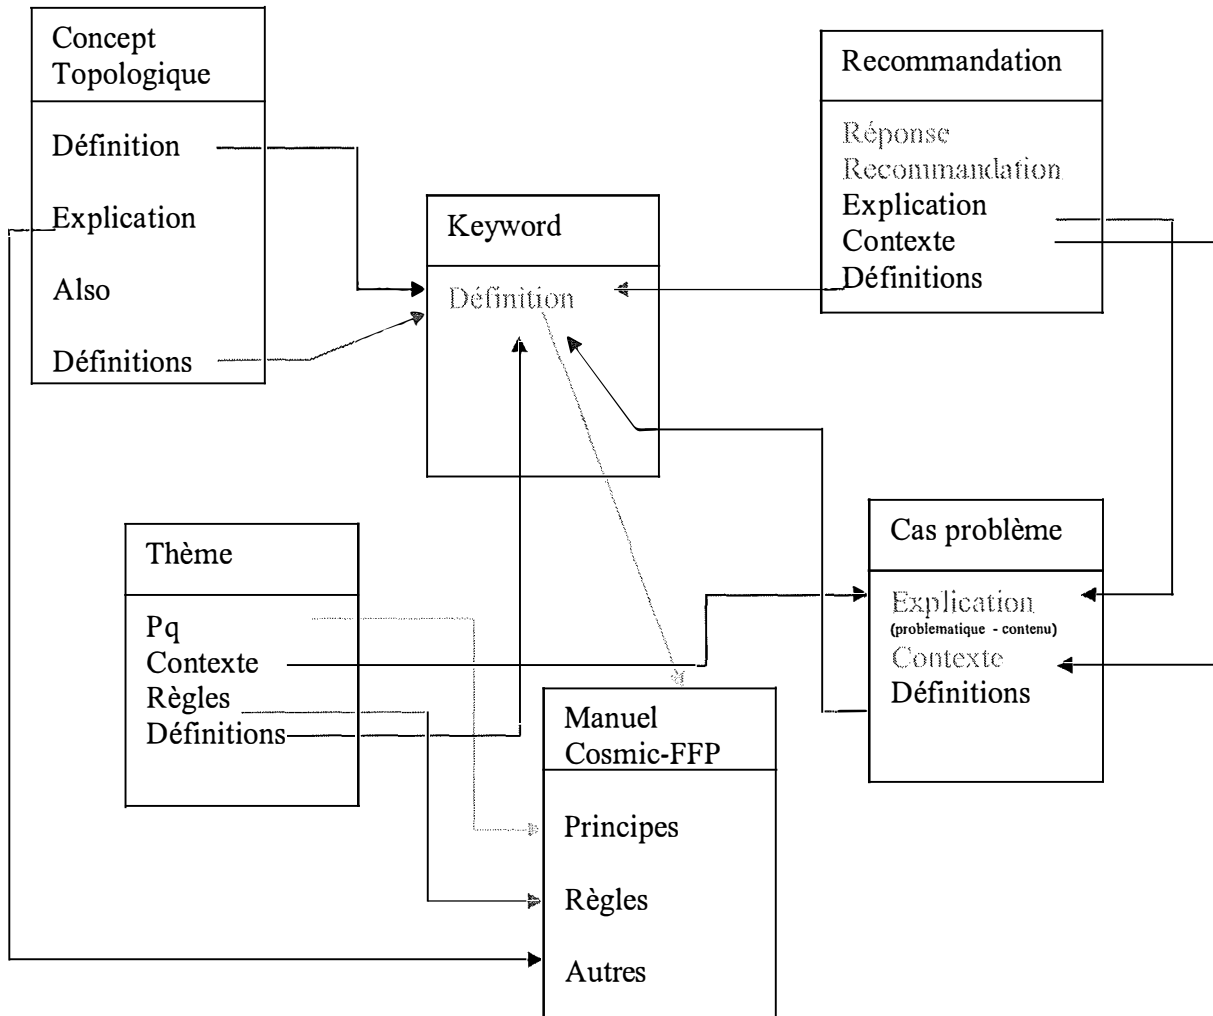 Concept
Topologique
Définition
Explication
Also
Définitions
Recommandation
Réponse
Recommandation
Explication
Contexte
Définitions
Keyword
Définition
Thème
Pq
Contexte
Règles
Définitions
Cas problème
Explication
(problematique - contenu)
Contexte
Définitions
Manuel
Cosmic-FFP
Principes
Règles
Autres